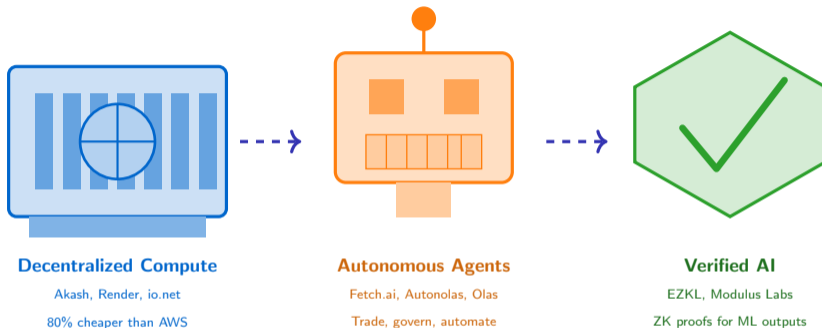 Decentralized Compute
Akash, Render, io.net
80% cheaper than AWS
Autonomous Agents
Fetch.ai, Autonolas, Olas
Trade, govern, automate
Verified AI
EZKL, Modulus Labs
ZK proofs for ML outputs